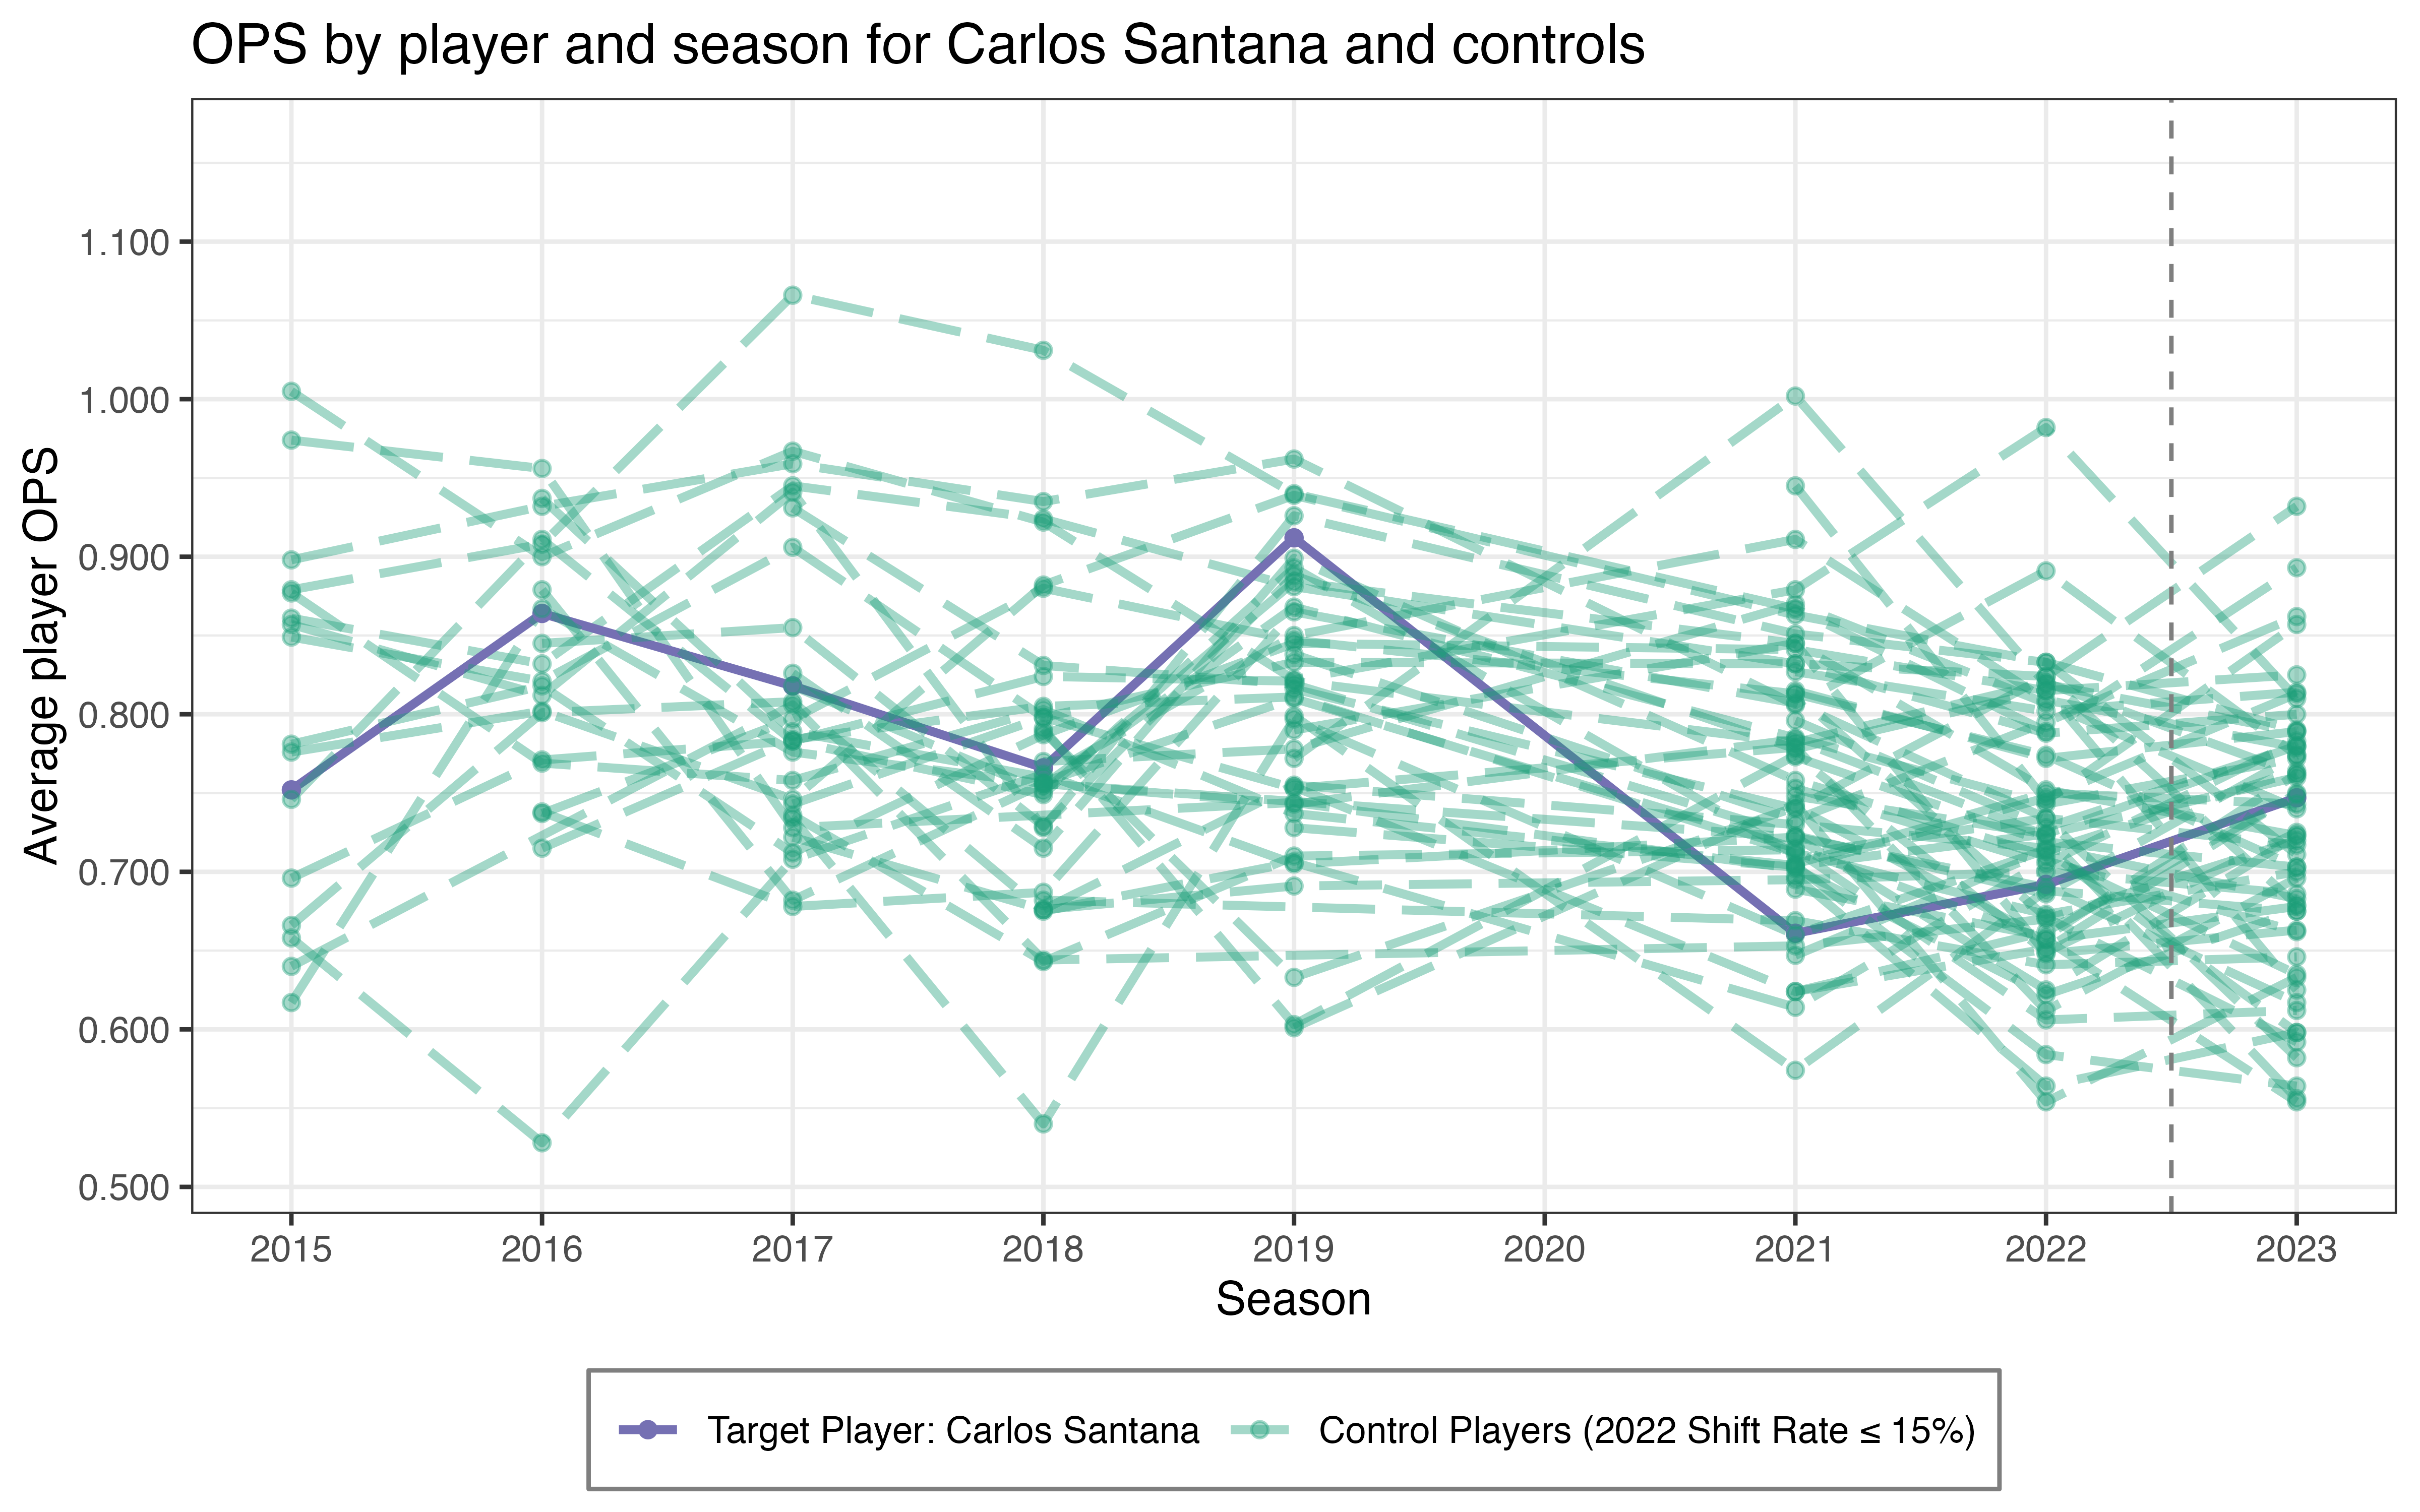 OPS by player and season for Carlos Santana and controls
Average player OPS
1.100
1.000
0.900
0.800
0.700
0.600
0.500
2015 2016 2017 2018 2019 2020 2021 2022 2023
Season
Target Player: Carlos Santana Control Players (2022 Shift Rate ≤ 15%)